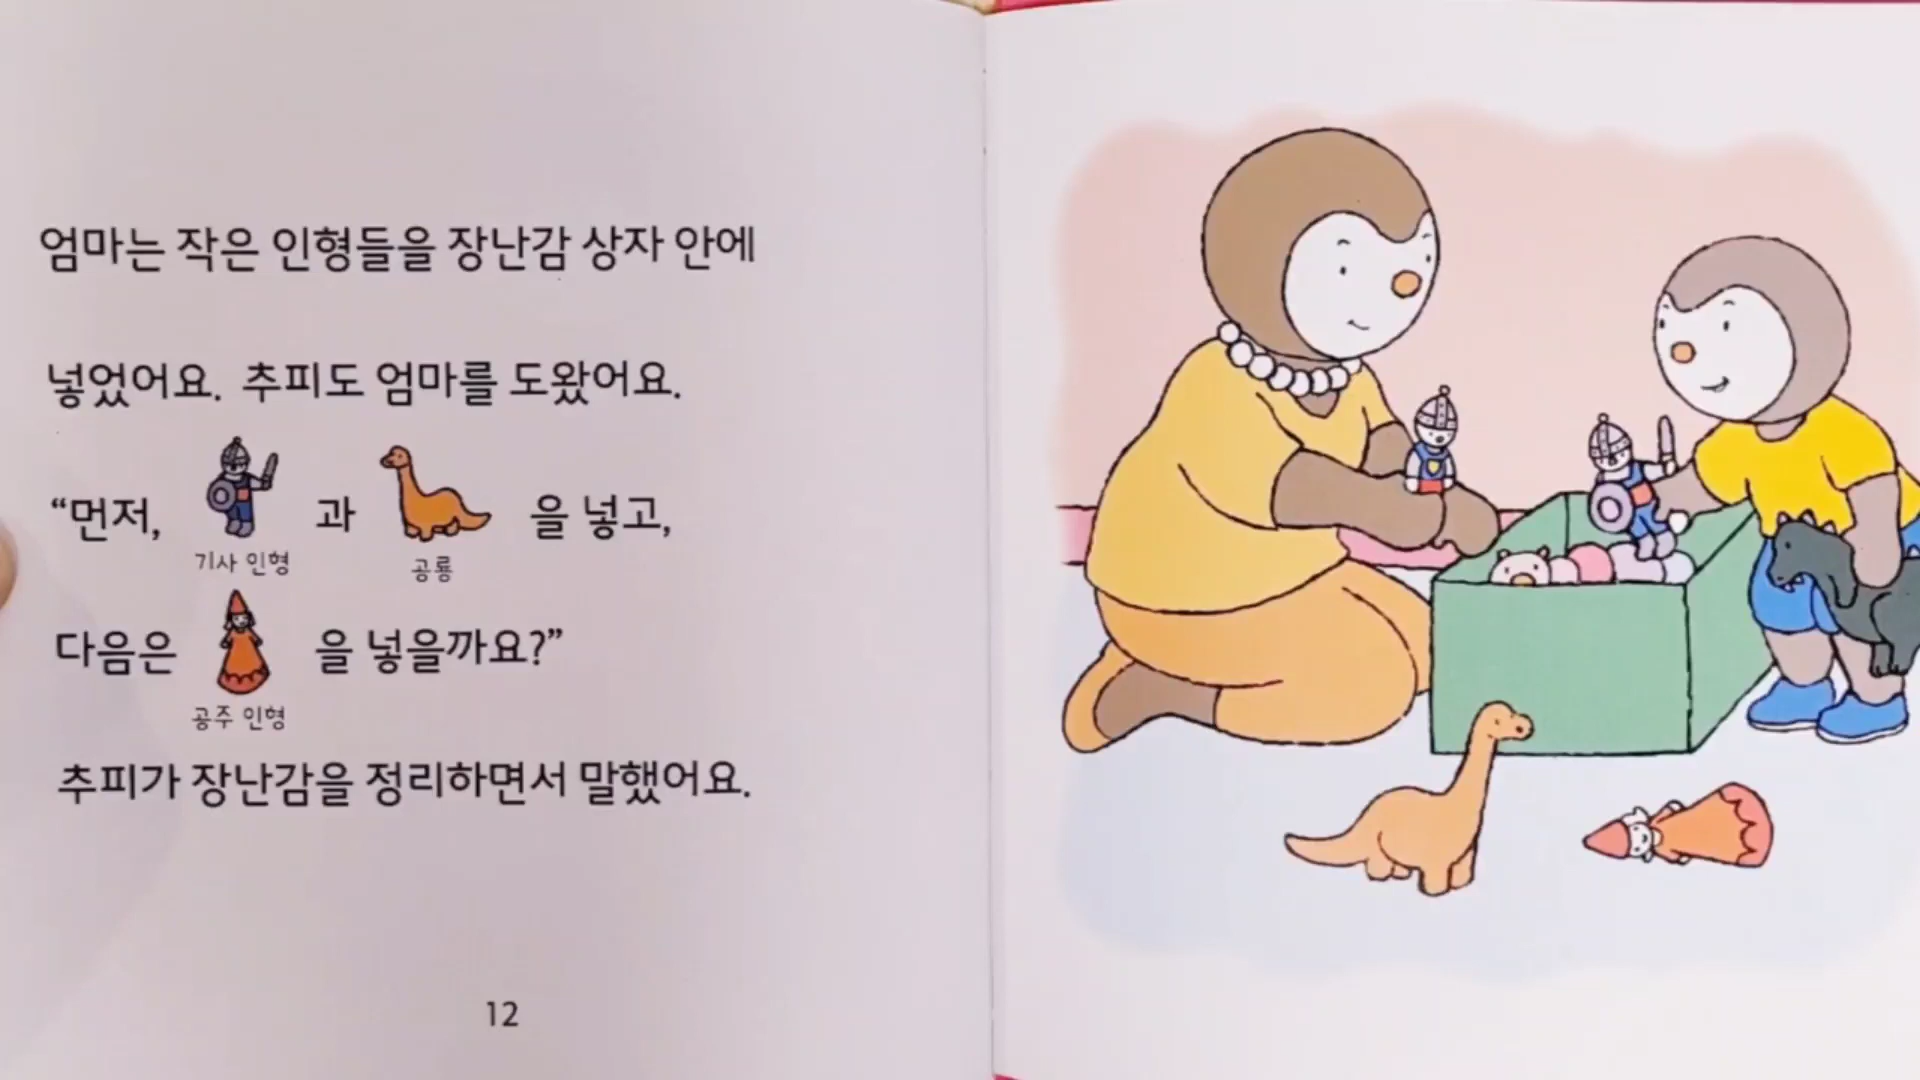 엄마는 작은 인형들을 장난감 상자 안에
넣었어요. 추피도 엄마를 도왔어요.
“먼저, 과 을 넣고,
기사 인형 공룡
다음은 을 넣을까요?”
공주 인형
추피가 장난감을 정리하면서 말했어요.
12